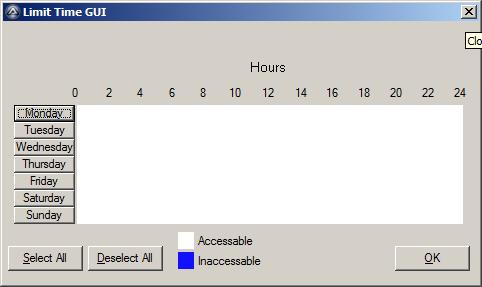 Limit Time GUI
Clo
Hours
0 2 4 6 8 10 12 14 16 18 20 22 24
Monday
Tuesday
Wednesday
Thursday
Friday
Saturday
Sunday
Select All Deselect All
Accessable
Inaccessable
OK